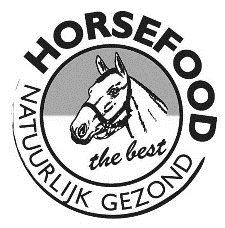 HORSEFOOD
the best
NATUURLIJK GEZOND